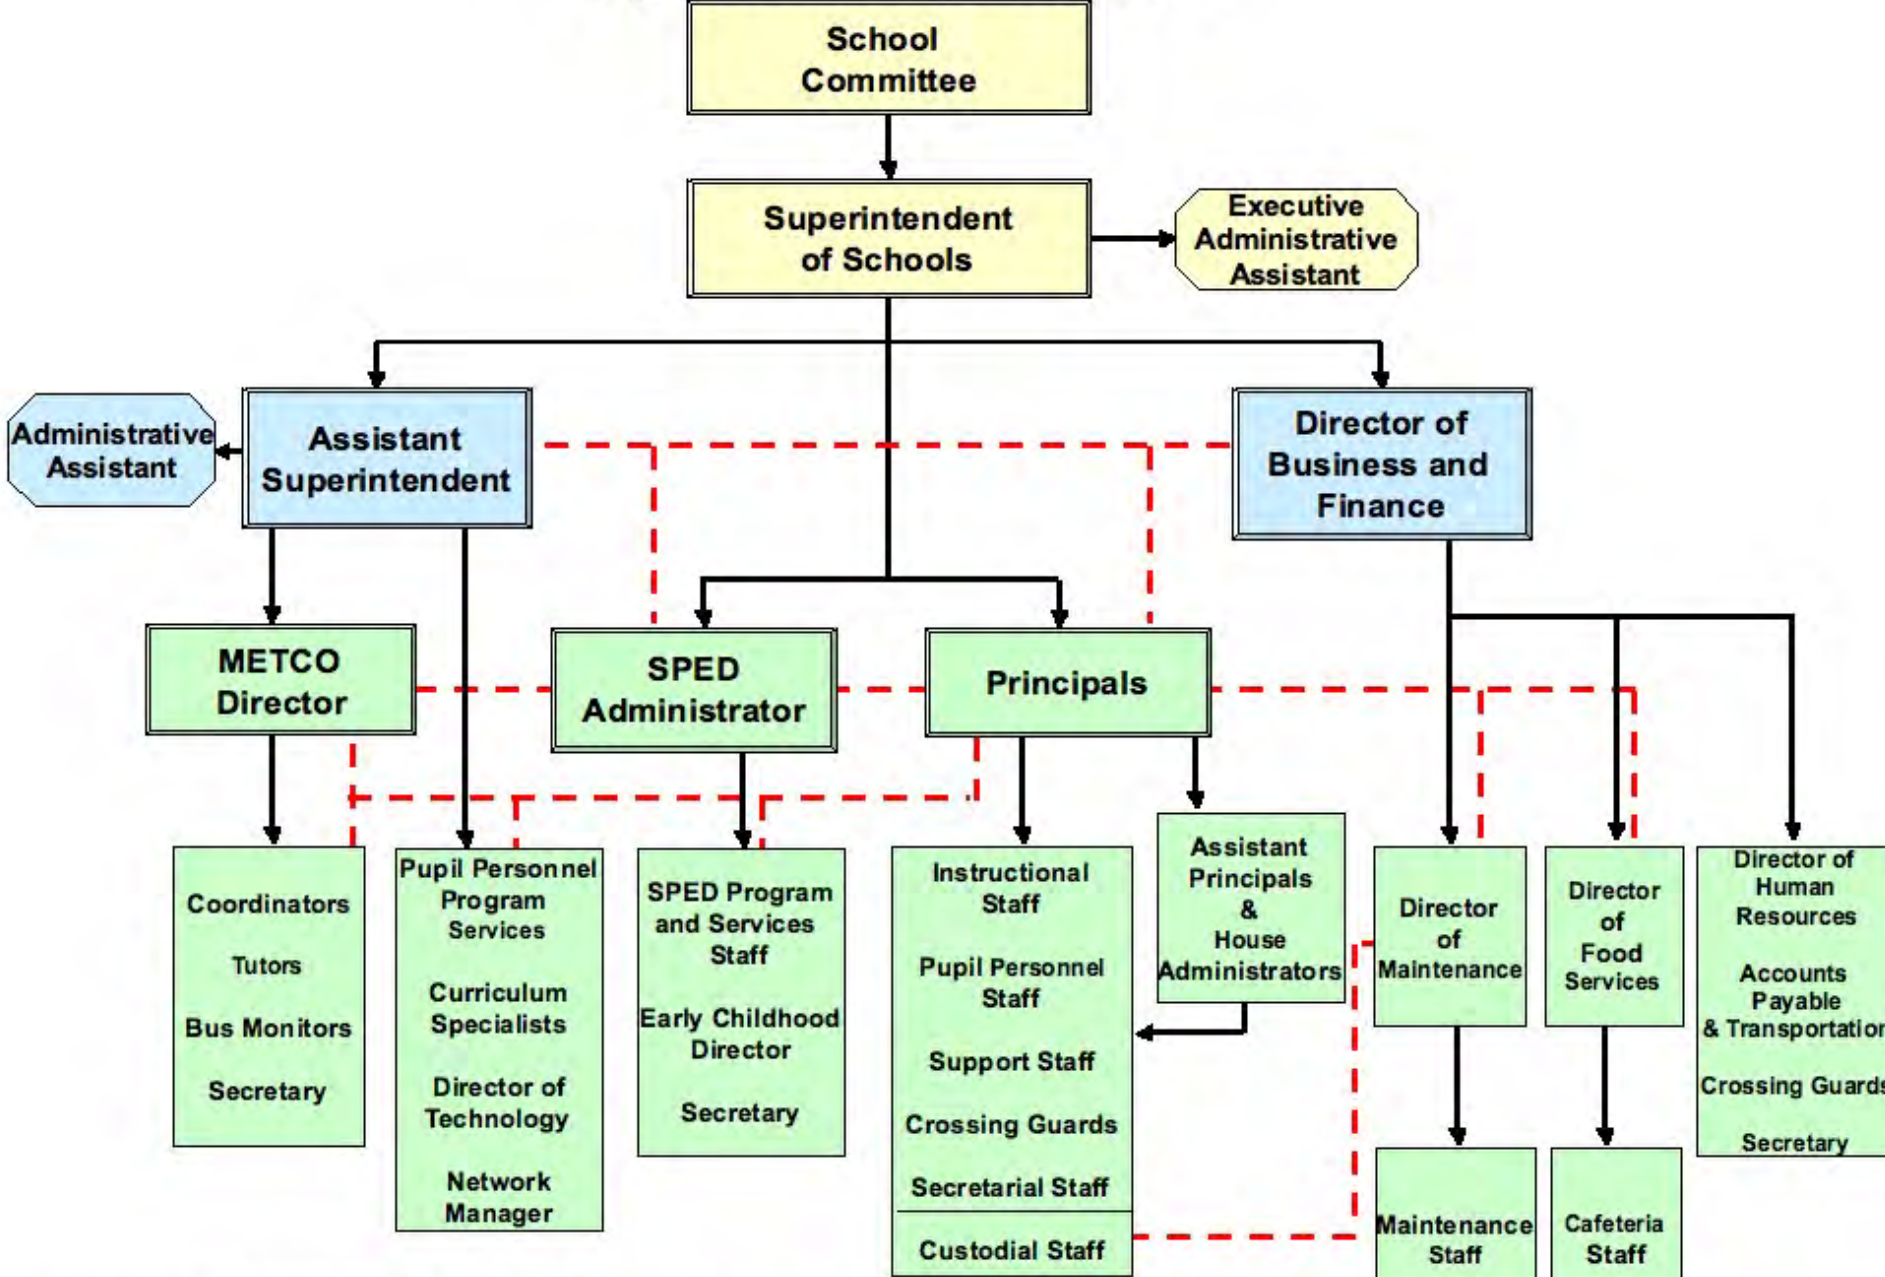 School
Committee
Superintendent
of Schools
Executive
Administrative
Assistant
Administrative
Assistant
Assistant
Superintendent
Director of
Business and
Finance
METCO
Director
SPED
Administrator
Principals
Coordinators
Tutors
Bus Monitors
Secretary
Pupil Personnel
Program
Services
Curriculum
Specialists
Director of
Technology
Network
Manager
SPED Program
and Services
Staff
Early Childhood
Director
Secretary
Instructional
Staff
Pupil Personnel
Staff
Support Staff
Crossing Guards
Secretarial Staff
Custodial Staff
Assistant
Principals
&
House
Administrators
Director
of
Maintenance
Maintenance
Staff
Director
of
Food
Services
Cafeteria
Staff
Director of
Human
Resources
Accounts
Payable
& Transportation
Crossing Guards
Secretary